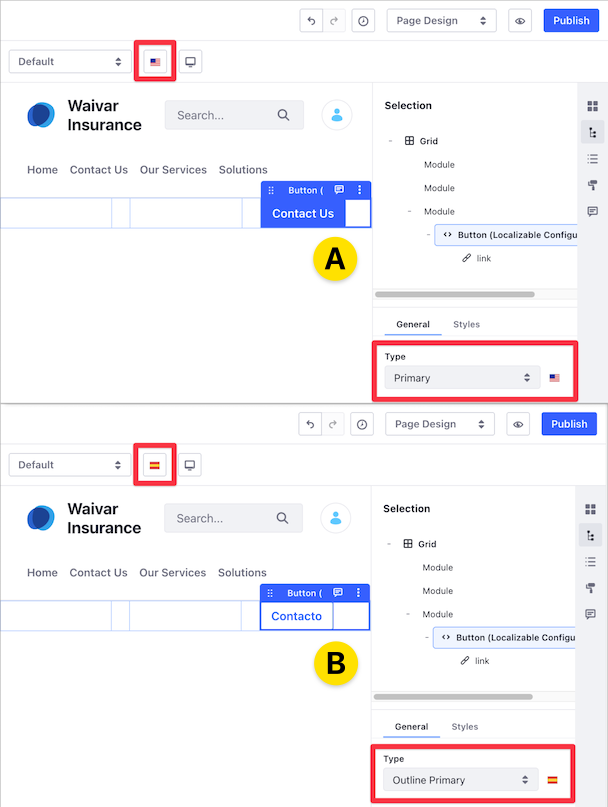 Page Design
Publish
Default
Waivar
Insurance
Search...
Selection
Grid
Module
Module
Module
Button (Localizable Configu
link
Home
Contact Us
Our Services
Solutions
Button (
Contact Us
A
General
Styles
Type
Primary
Page Design
Publish
Default
Waivar
Insurance
Search...
Selection
Grid
Module
Module
Module
Button (Localizable Configu
link
Home
Contact Us
Our Services
Solutions
Button (
Contacto
B
General
Styles
Type
Outline Primary